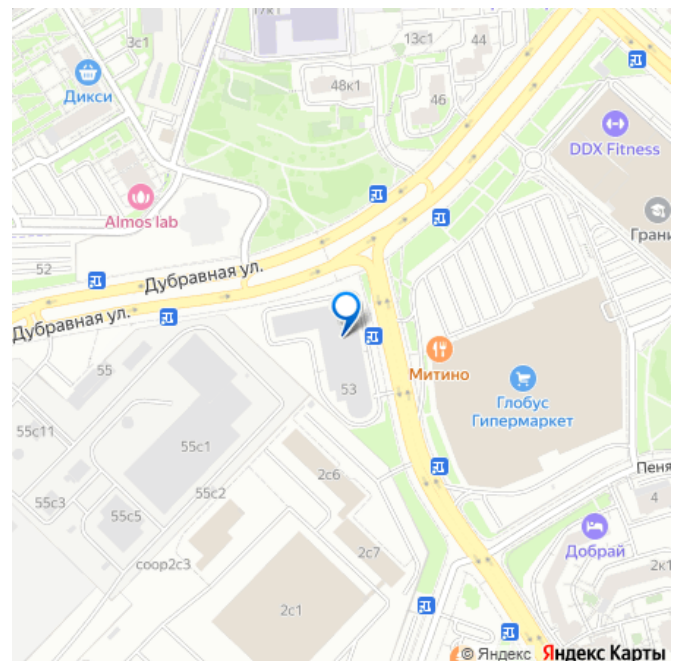 17к1
3с1
13с1
44
Дикси
48к1
46
DDX Fitness
Almos lab
Грани
52
Дубравная ул.
Дубравная ул.
55
53
Митино
Глобус
Гипермаркет
55с11
55с1
2с6
Пеня
55с3
55с2
4
55с5
2с7
Добрай
соор2с3
2к1
2с1
© Яндекс Яндекс Карты